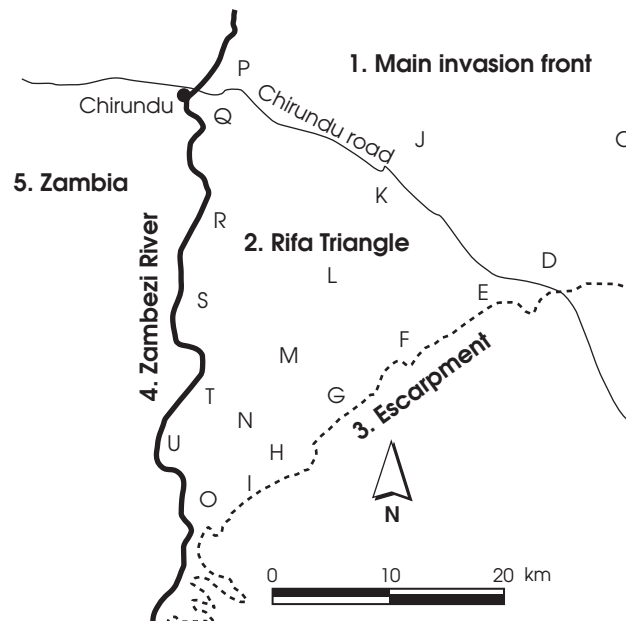 P
1. Main invasion front
Chirundu
Q
Chirundu road
J
5. Zambia
K
R
2. Rifa Triangle
4. Zambezi River
L
D
S
E
F
M
3. Escarpment
T
G
N
U
H
I
O
N
0 10 20 km